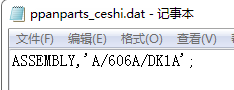 ppanparts_ceshi.dat - 记事本
文件(F) 编辑(E) 格式(O) 查看(V)
ASSEMBLY,'A/606A/DK1A';